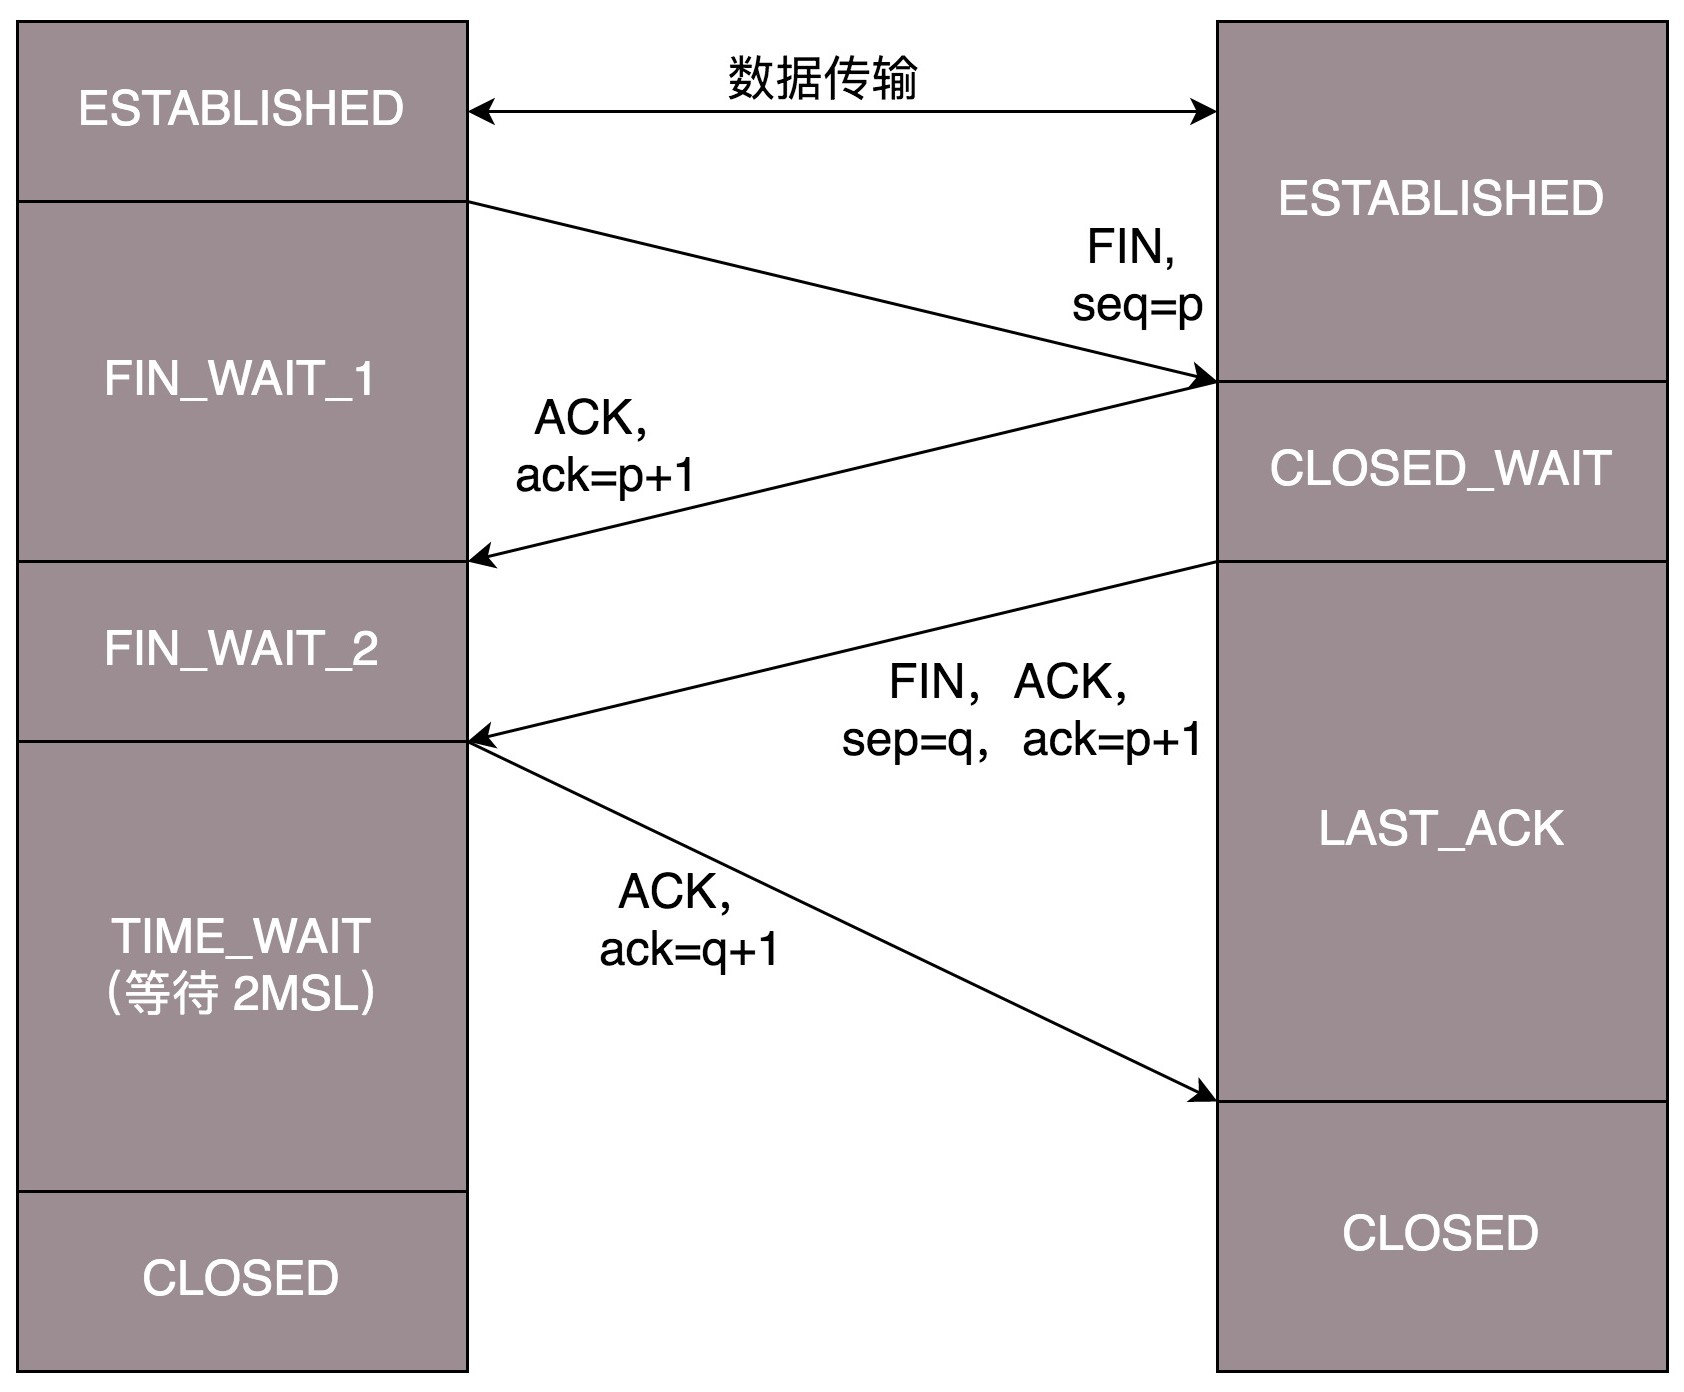 数据传输
ESTABLISHED
ESTABLISHED
FIN,
seq=p
FIN_WAIT_1
ACK,
ack=p+1
CLOSED_WAIT
FIN_WAIT_2
FIN, ACK,
sep=q, ack=p+1
LAST_ACK
ACK,
ack=q+1
TIME_WAIT
(等待 2MSL)
CLOSED
CLOSED